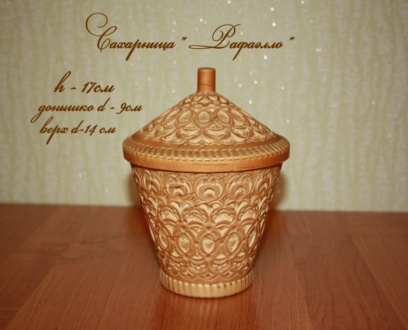 Сахарница " Рафаэлло "
h - 17см
донышко d - 9см
верх d-14 см